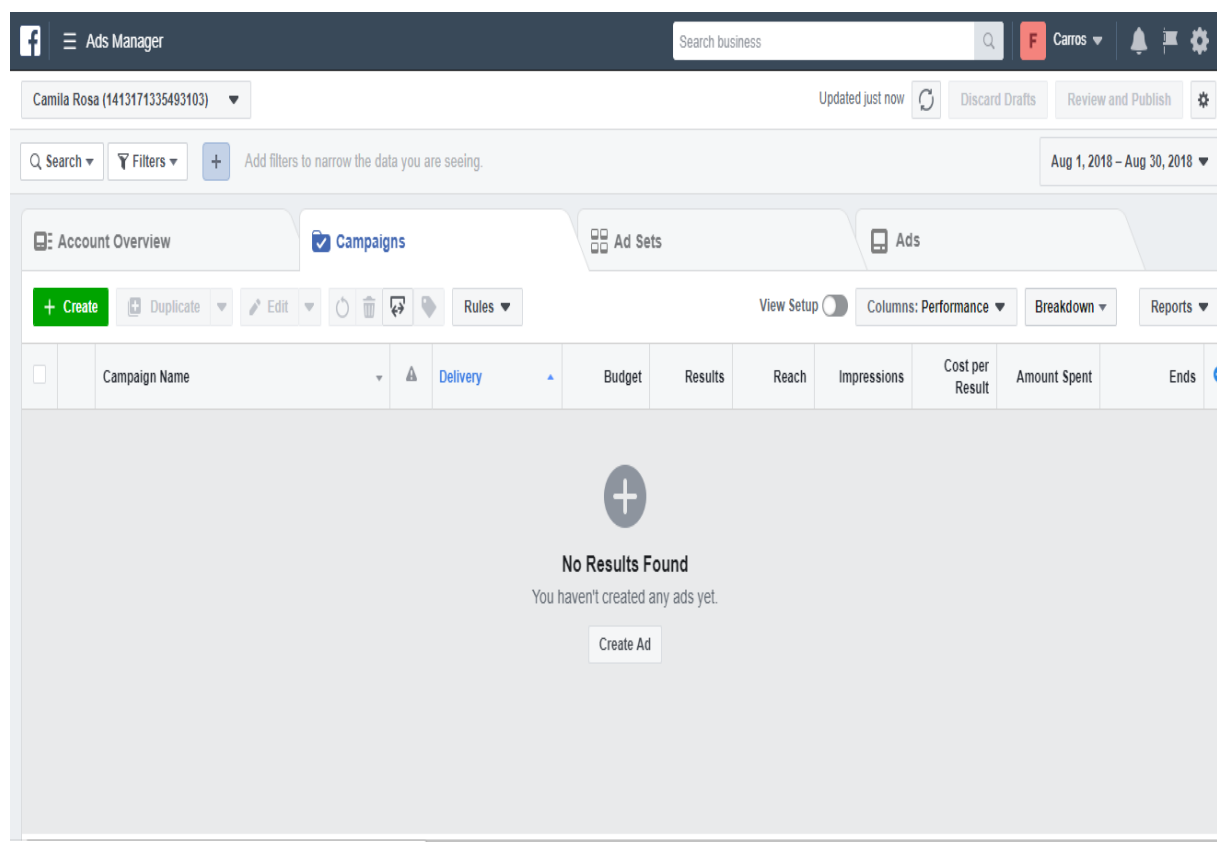 f Ads Manager Search business F Carros
Camila Rosa (1413171335493103) Updated just now Discard Drafts Review and Publish
Search Filters + Add filters to narrow the data you are seeing. Aug 1, 2018 – Aug 30, 2018
Account Overview Campaigns Ad Sets Ads
+ Create Duplicate Edit Rules View Setup Columns: Performance Breakdown Reports
Campaign Name Delivery Budget Results Reach Impressions Cost per Amount Spent Ends
Result
No Results Found
You haven't created any ads yet.
Create Ad